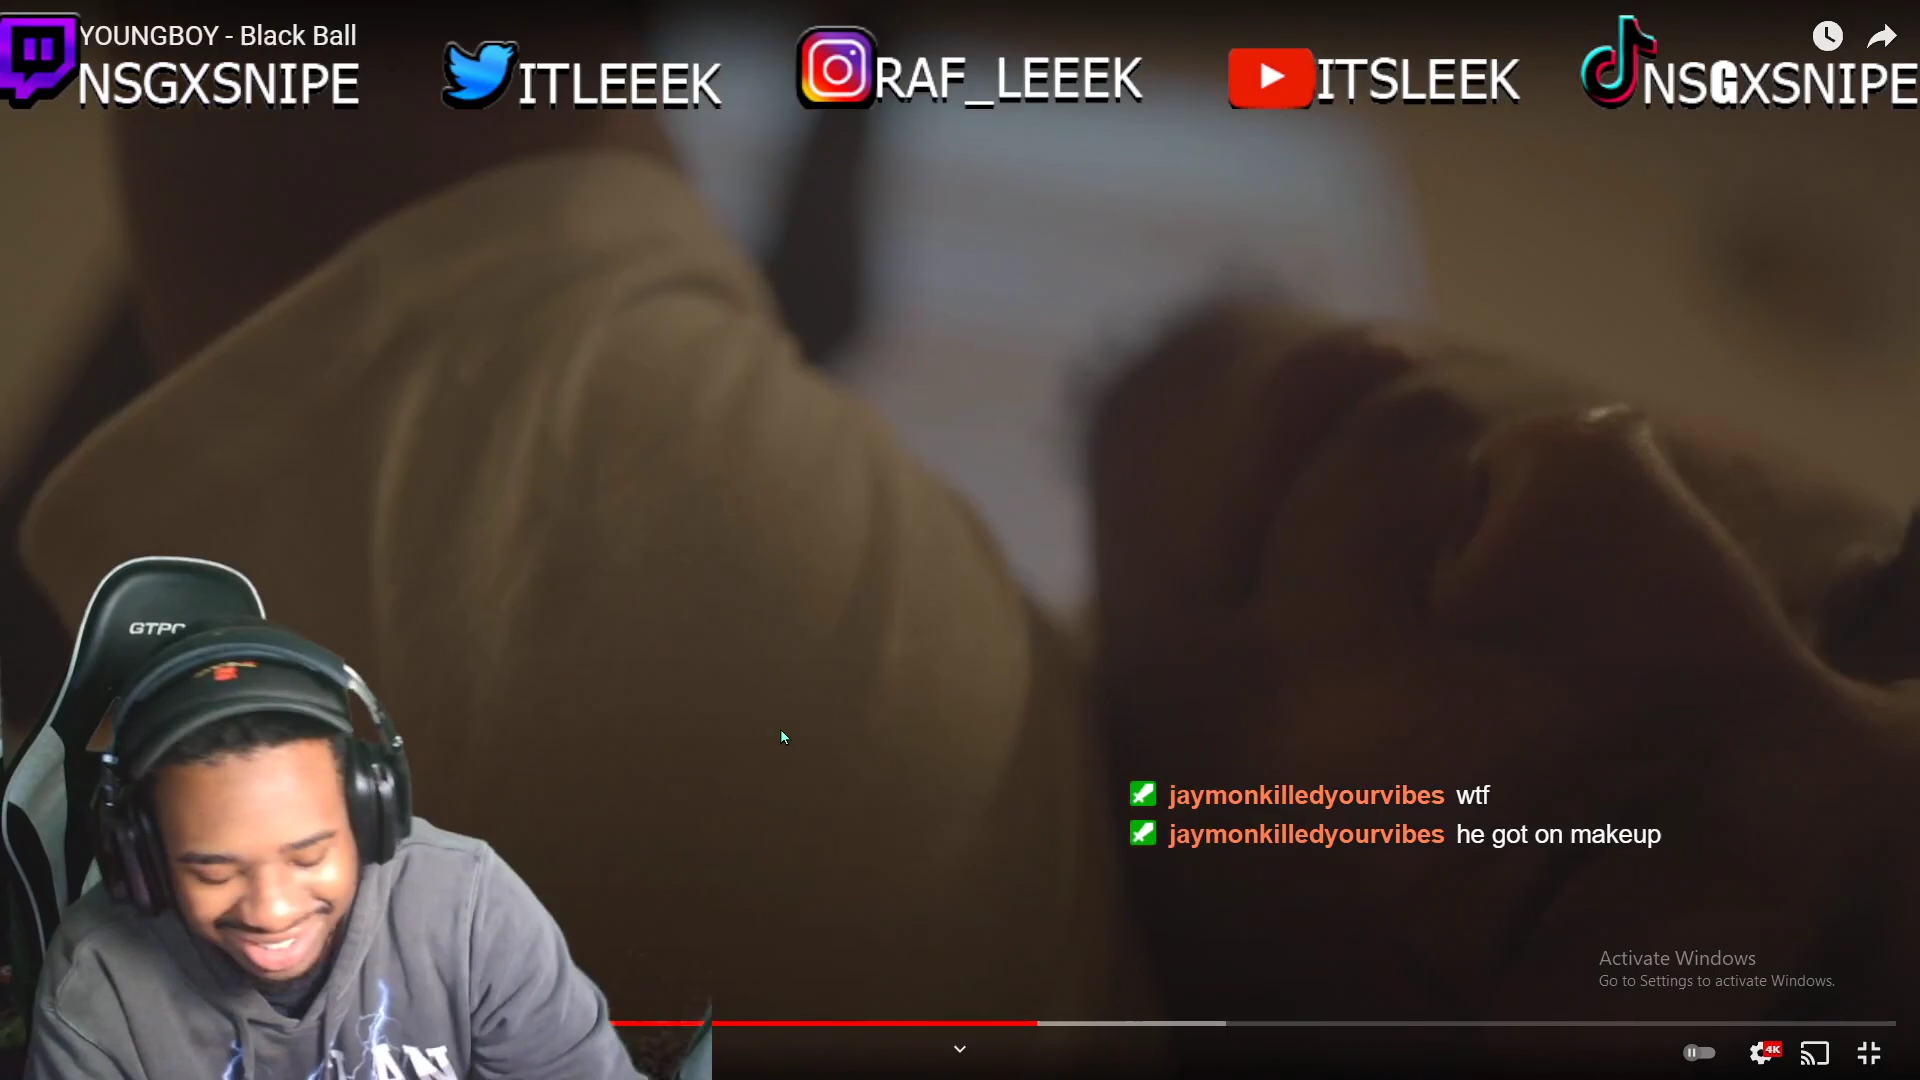 YOUNGBOY - Black Ball
NSGXSNIPE
ITLEEEK
RAF_LEEEK
ITSLEEK
NSGXSNIPE
GTPC
jaymonkilledyourvibes wtf
jaymonkilledyourvibes he got on makeup
Activate Windows
Go to Settings to activate Windows.
4K